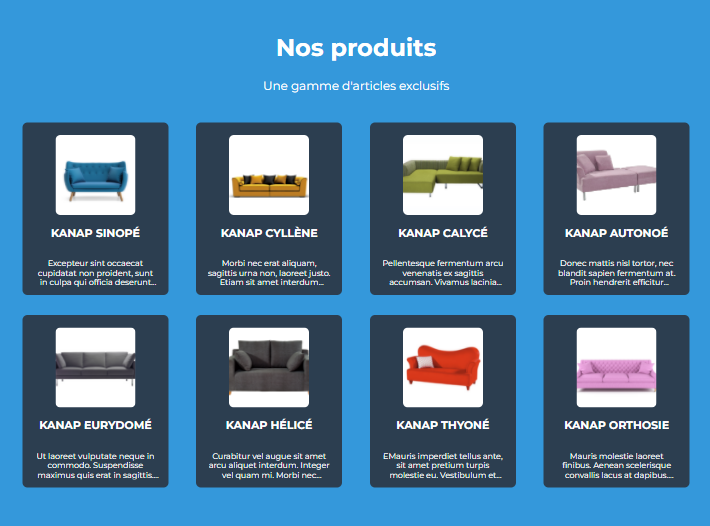 Nos produits
Une gamme d'articles exclusifs
KANAP SINOPÉ
Excepteur sint occaecat
cupidatat non proident, sunt
in culpa qui officia deserunt...
KANAP CYLLÈNE
Morbi nec erat aliquam,
sagittis urna non, laoreet justo.
Etiam sit amet interdum...
KANAP CALYCÉ
Pellentesque fermentum arcu
venenatis ex sagittis
accumsan. Vivamus lacinia...
KANAP AUTONOÉ
Donec mattis nisl tortor, nec
blandit sapien fermentum at.
Proin hendrerit efficitur...
KANAP EURYDOMÉ
Ut laoreet vulputate neque in
commodo. Suspendisse
maximus quis erat in sagittis....
KANAP HÉLICÉ
Curabitur vel augue sit amet
arcu aliquet interdum. Integer
vel quam mi. Morbi nec...
KANAP THYONÉ
EMauris imperdiet tellus ante,
sit amet pretium turpis
molestie eu. Vestibulum et...
KANAP ORTHOSIE
Mauris molestie laoreet
finibus. Aenean scelerisque
convallis lacus at dapibus....